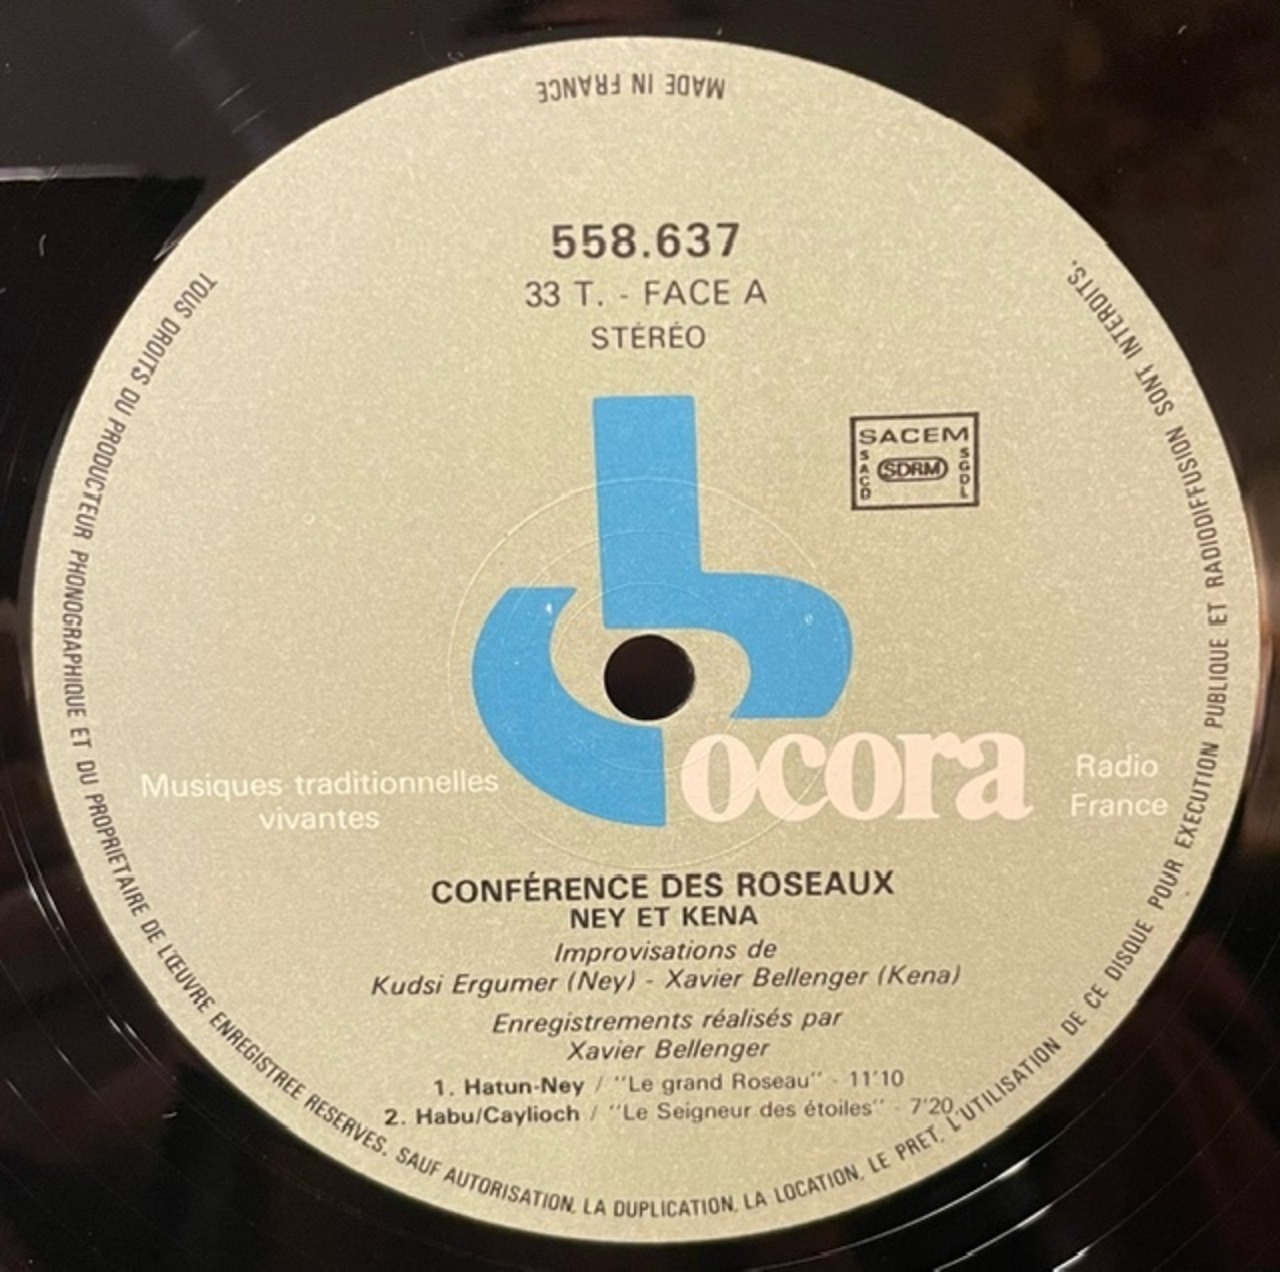 MADE IN FRANCE
558.637
33 T. - FACE A
STÉRÉO
SACEM
SACD
SDRM
SGDL
ocora
Musiques traditionnelles
vivantes
Radio
France
CONFÉRENCE DES ROSEAUX
NEY ET KENA
Improvisations de
Kudsi Ergumer (Ney) - Xavier Bellenger (Kena)
Enregistrements réalisés par
Xavier Bellenger
1. Hatun-Ney / "Le grand Roseau" - 11'10
2. Habu/Caylioch / "Le Seigneur des étoiles" - 7'20
TOUS DROITS DU PRODUCTEUR PHONOGRAPHIQUE ET DU PROPRIETAIRE DE L'ŒUVRE ENREGISTREE RESERVES. SAUF AUTORISATION, LA DUPLICATION, LA LOCATION, LE PRET, L'UTILISATION DE CE DISQUE POUR EXECUTION PUBLIQUE ET RADIODIFFUSION SONT INTERDITS.